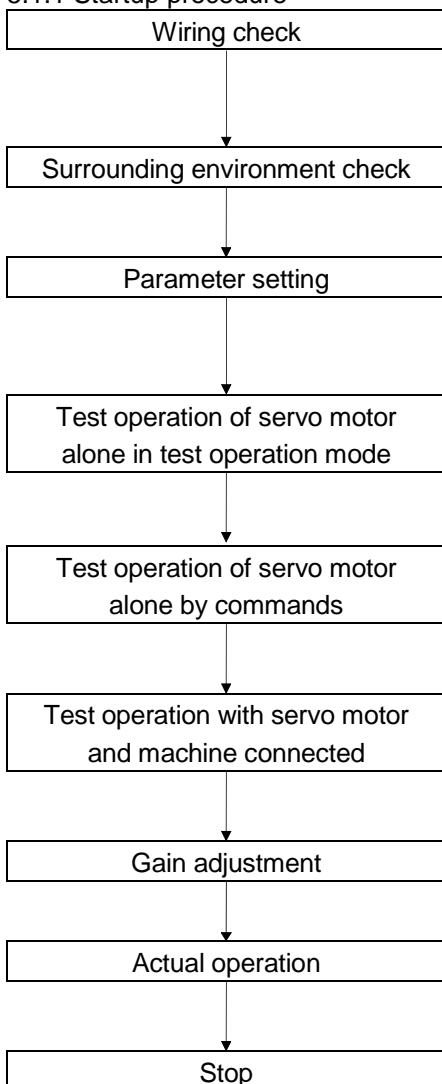 Startup procedure
Wiring check
Surrounding environment check
Parameter setting
Test operation of servo motor
alone in test operation mode
Test operation of servo motor
alone by commands
Test operation with servo motor
and machine connected
Gain adjustment
Actual operation
Stop